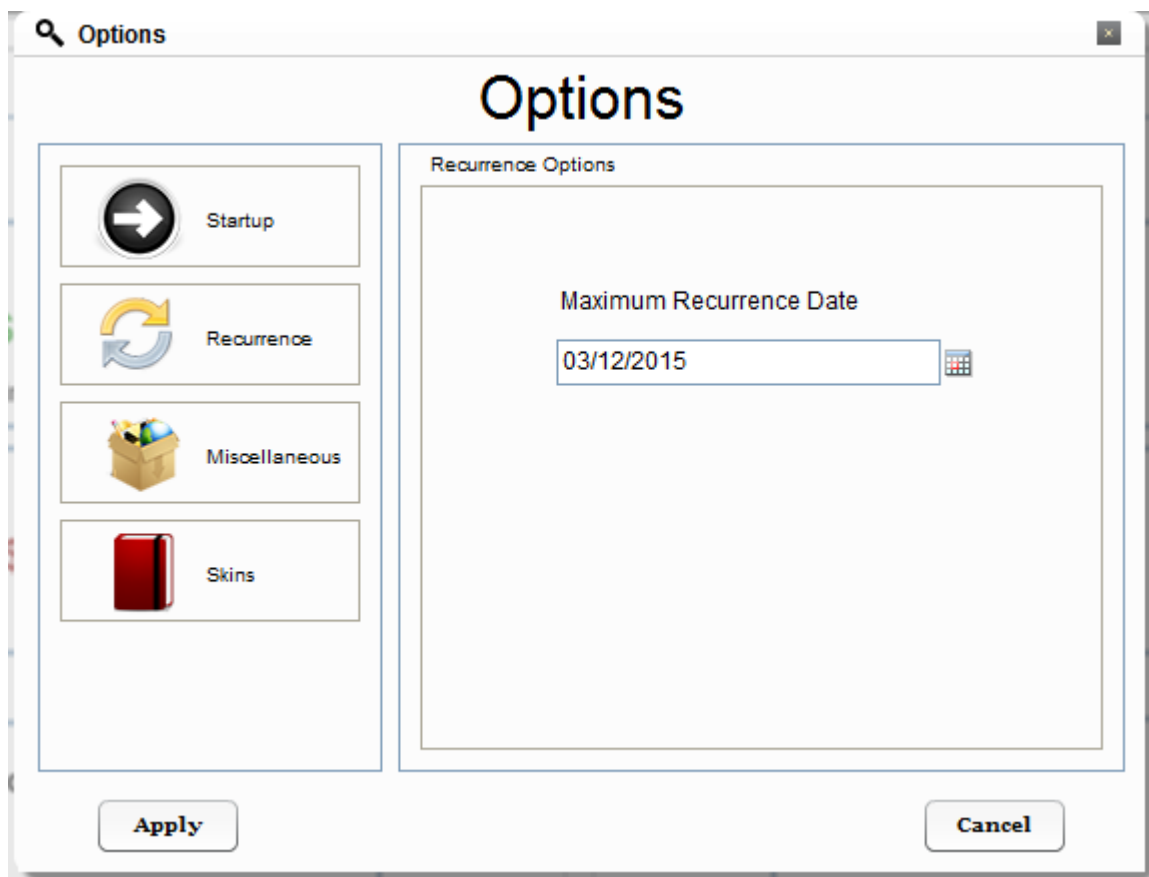 Options
Options
Startup
Recurrence
Miscellaneous
Skins
Recurrence Options
Maximum Recurrence Date
03/12/2015
Apply
Cancel